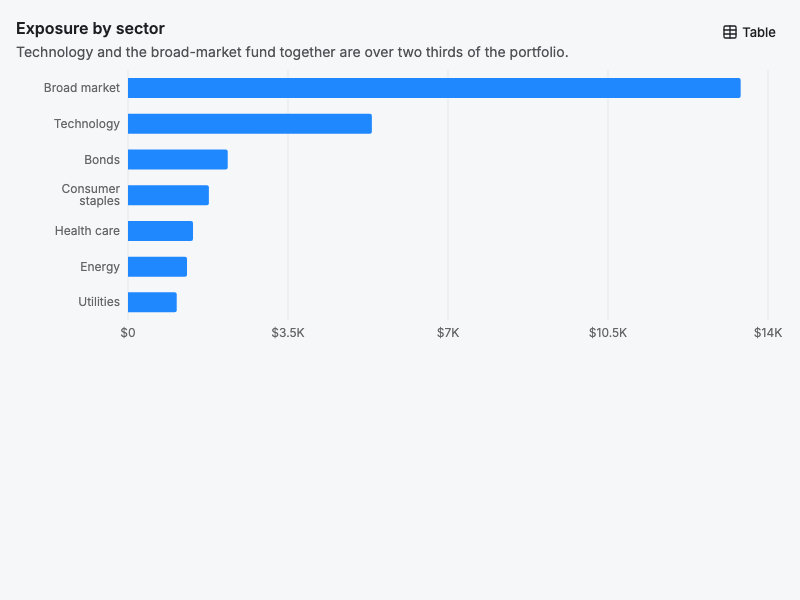 Exposure by sector
Table
Technology and the broad-market fund together are over two thirds of the portfolio.
Broad market
Technology
Bonds
Consumer
staples
Health care
Energy
Utilities
$0
$3.5K
$7K
$10.5K
$14K